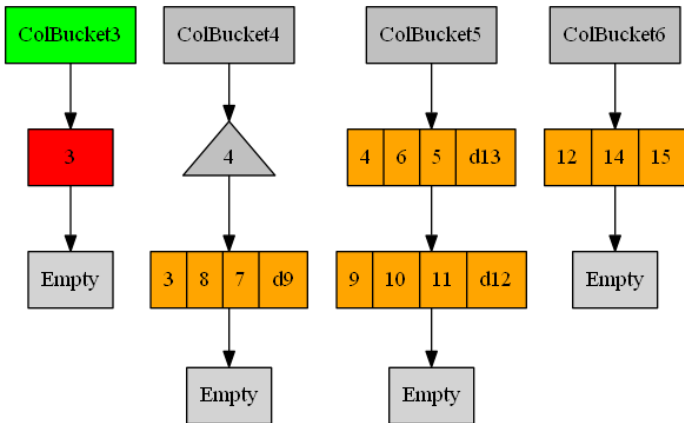 ColBucket3 ColBucket4 ColBucket5 ColBucket6
3 4 4 6 5 d13 12 14 15
Empty 3 8 7 d9 9 10 11 d12 Empty
Empty Empty